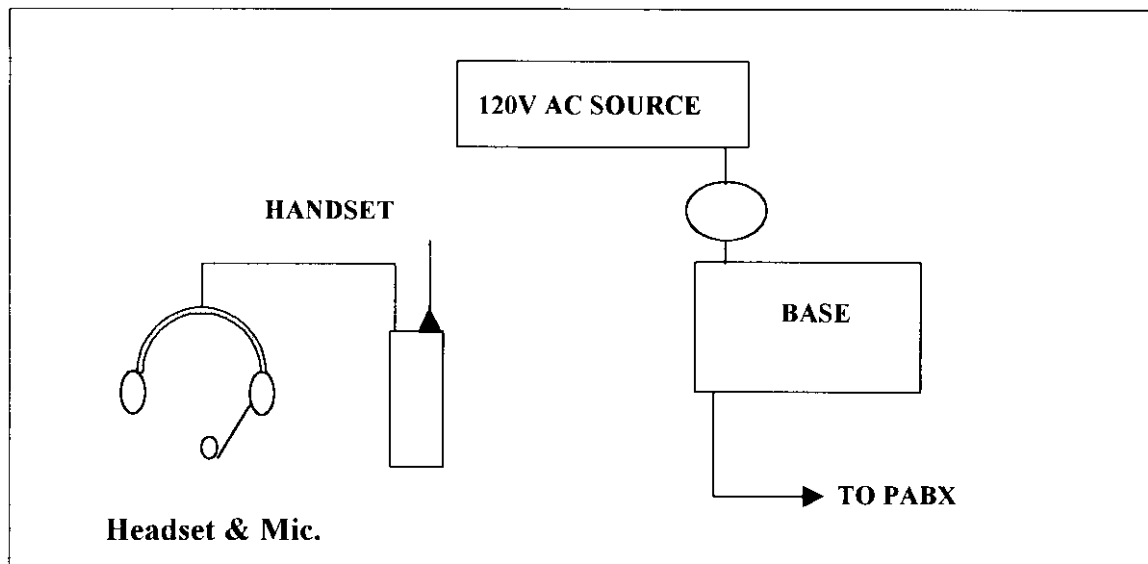 120V AC SOURCE
HANDSET
BASE
TO PABX
Headset & Mic.